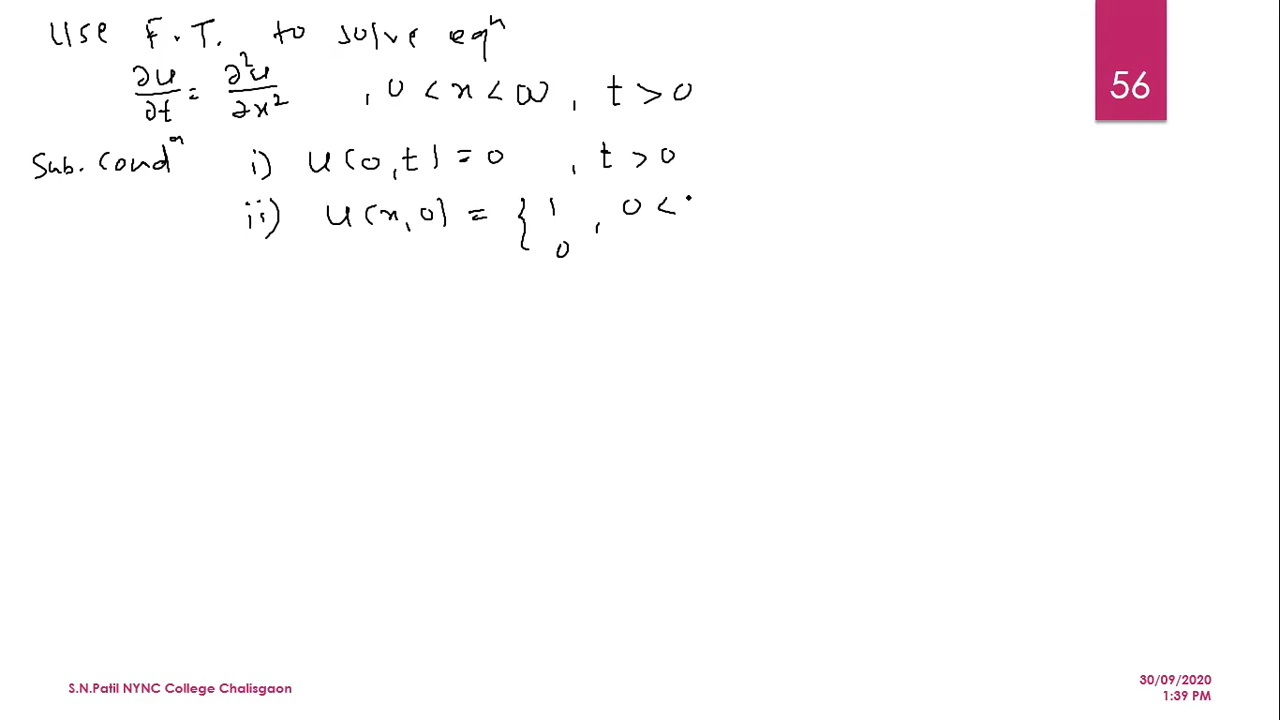 Use F.T. to solve eqⁿ
∂u/∂t = ∂²u/∂x² , 0 < x < ∞ , t > 0
56
Sub. condⁿ i) u(0,t) = 0 , t > 0
ii) u(x,0) = { 1 , 0 <
0
S.N.Patil NYNC College Chalisgaon
30/09/2020
1:39 PM